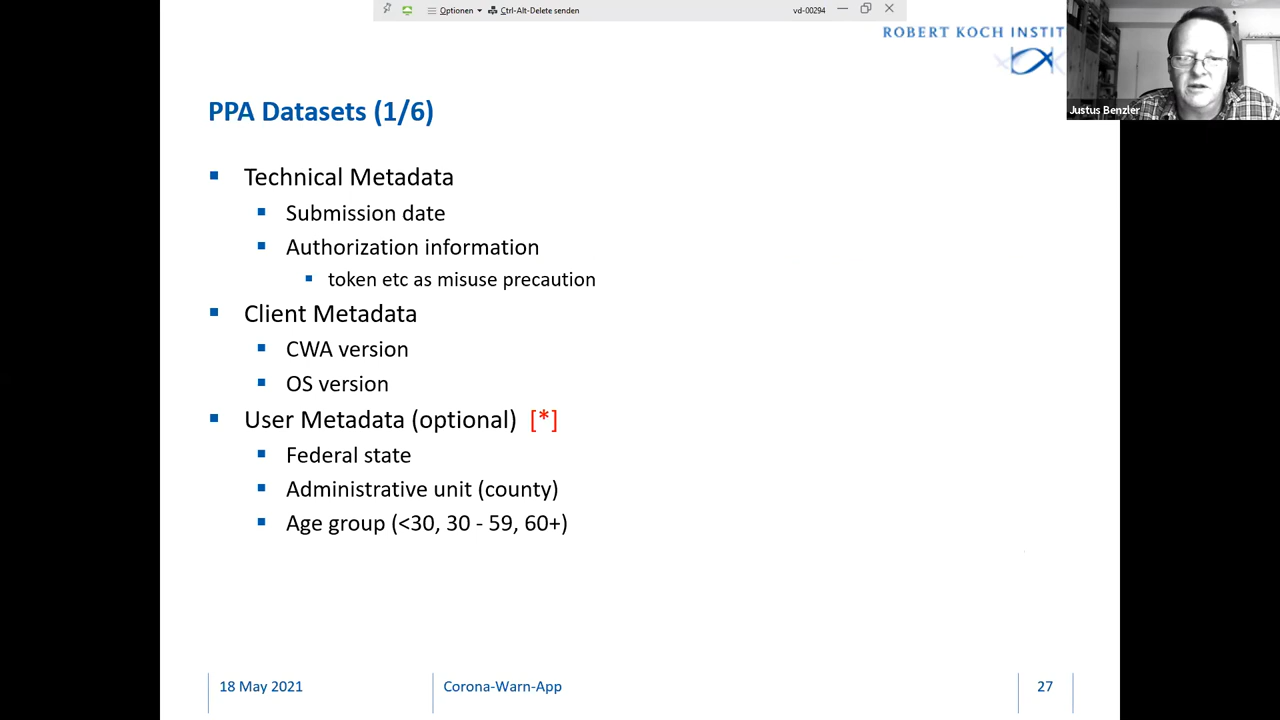 Optionen
Ctrl-Alt-Delete senden
vd-00294
ROBERT KOCH INSTIT
Justus Benzler
PPA Datasets (1/6)
Technical Metadata
Submission date
Authorization information
token etc as misuse precaution
Client Metadata
CWA version
OS version
User Metadata (optional) [*]
Federal state
Administrative unit (county)
Age group (<30, 30 - 59, 60+)
18 May 2021
Corona-Warn-App
27